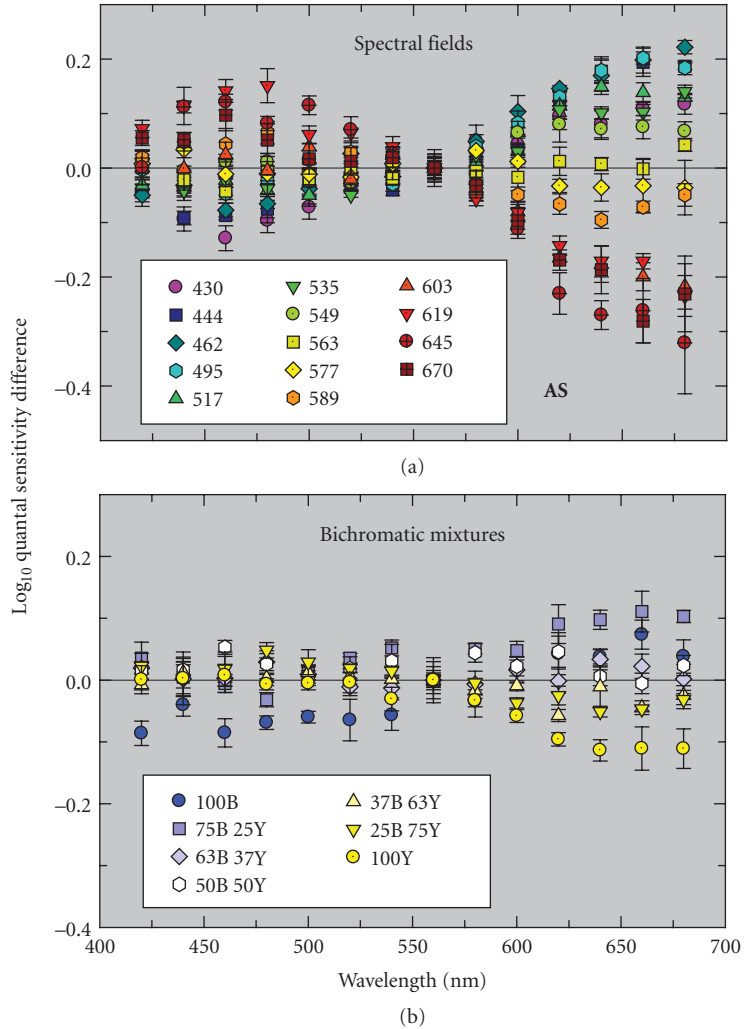 Spectral fields
0.2
0.0
−0.2
−0.4
430 535 603
444 549 619
462 563 645
495 577 670
517 589
AS
(a)
Log10 quantal sensitivity difference
Bichromatic mixtures
0.2
0.0
−0.2
−0.4
100B 37B 63Y
75B 25Y 25B 75Y
63B 37Y 100Y
50B 50Y
400 450 500 550 600 650 700
Wavelength (nm)
(b)